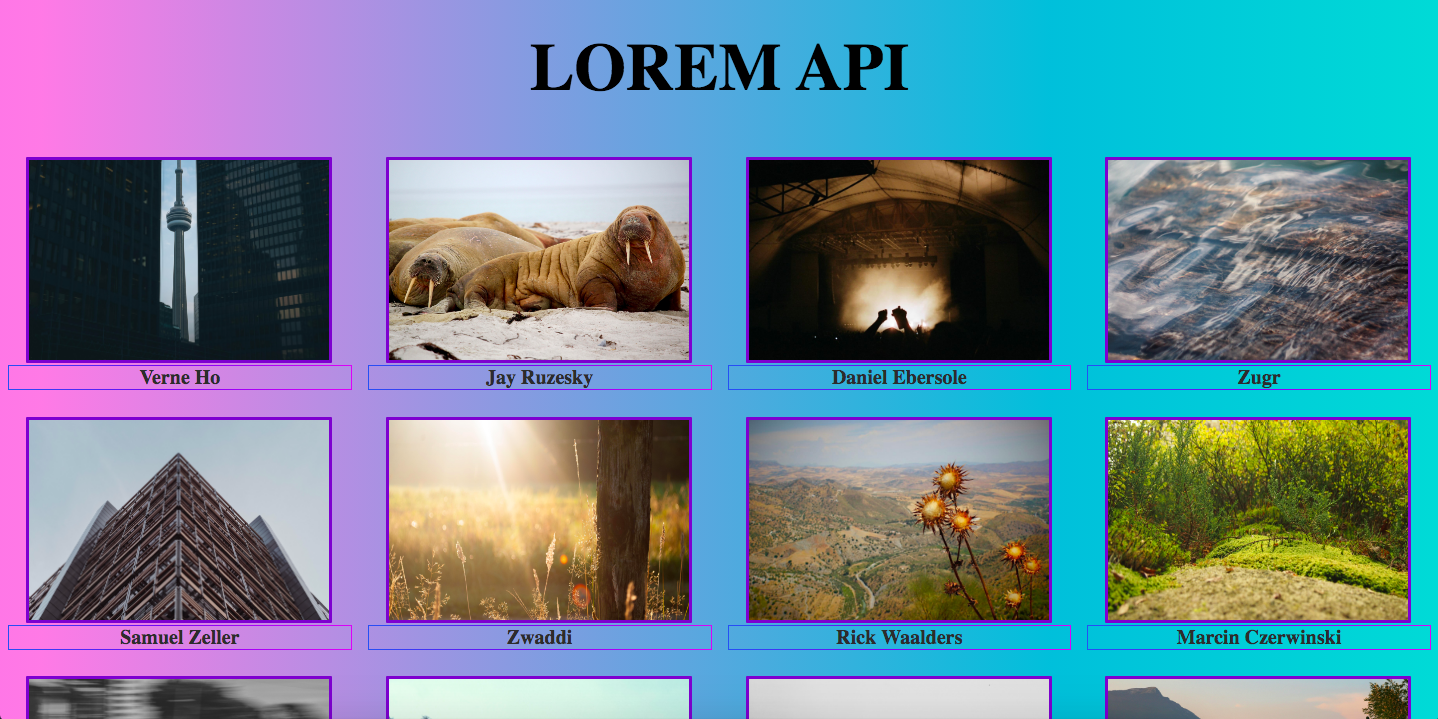 LOREM API
Verne Ho
Jay Ruzesky
Daniel Ebersole
Zugr
Samuel Zeller
Zwaddi
Rick Waalders
Marcin Czerwinski